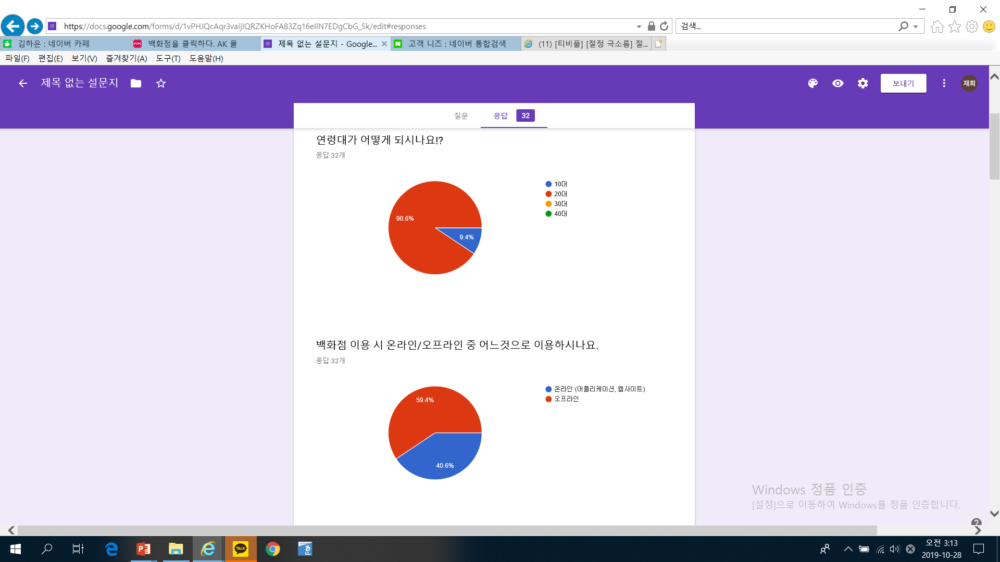 https://docs.google.com/forms/d/1vPHJQcAqr3vaijJQRZKHoFA83Zq16eIlN7EDgCbG_Sk/edit#responses
검색...
김하은 : 네이버 카페
백화점을 클릭하다. AK 몰
제목 없는 설문지 - Google...
고객 니즈 : 네이버 통합검색
(11) [티비플] [절정 극소름] 절...
파일(F) 편집(E) 보기(V) 즐겨찾기(A) 도구(T) 도움말(H)
제목 없는 설문지
보내기
재희
질문
응답 32
연령대가 어떻게 되시나요!?
응답 32개
90.6%
9.4%
10대
20대
30대
40대
백화점 이용 시 온라인/오프라인 중 어느것으로 이용하시나요.
응답 32개
59.4%
40.6%
온라인 (어플리케이션, 웹사이트)
오프라인
Windows 정품 인증
[설정]으로 이동하여 Windows를 정품 인증합니다.
TALK
오전 3:13
2019-10-28